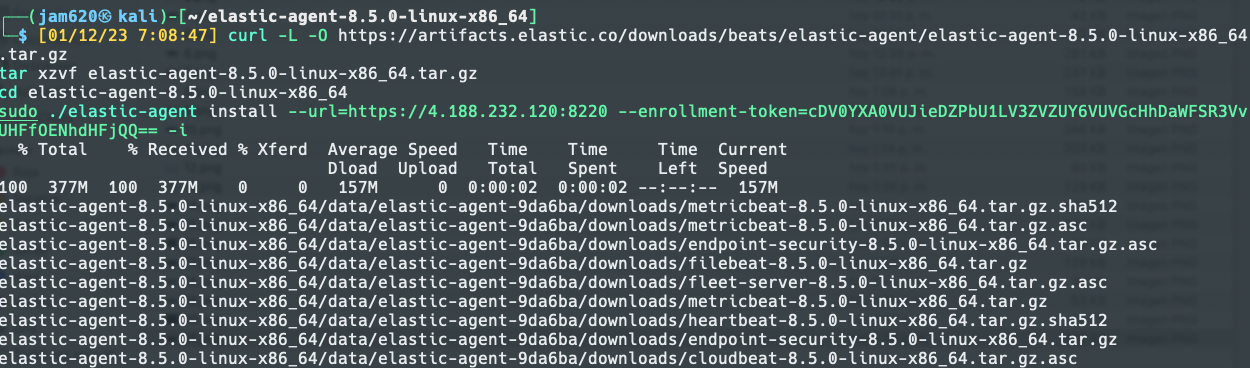 ┌──(jam620㉿ kali)-[~/elastic-agent-8.5.0-linux-x86_64]
└─$ [01/12/23 7:08:47] curl -L -O https://artifacts.elastic.co/downloads/beats/elastic-agent/elastic-agent-8.5.0-linux-x86_64
.tar.gz
tar xzvf elastic-agent-8.5.0-linux-x86_64.tar.gz
cd elastic-agent-8.5.0-linux-x86_64
sudo ./elastic-agent install --url=https://4.188.232.120:8220 --enrollment-token=cDV0YXA0VUJieDZPbU1LV3ZVZUY6VUVGcHhDaWFSR3Vv
UHFfOENhdHFjQQ== -i
% Total % Received % Xferd Average Speed Time Time Time Current
Dload Upload Total Spent Left Speed
100 377M 100 377M 0 0 157M 0 0:00:02 0:00:02 --:--:-- 157M
elastic-agent-8.5.0-linux-x86_64/data/elastic-agent-9da6ba/downloads/metricbeat-8.5.0-linux-x86_64.tar.gz.sha512
elastic-agent-8.5.0-linux-x86_64/data/elastic-agent-9da6ba/downloads/metricbeat-8.5.0-linux-x86_64.tar.gz.asc
elastic-agent-8.5.0-linux-x86_64/data/elastic-agent-9da6ba/downloads/endpoint-security-8.5.0-linux-x86_64.tar.gz.asc
elastic-agent-8.5.0-linux-x86_64/data/elastic-agent-9da6ba/downloads/filebeat-8.5.0-linux-x86_64.tar.gz
elastic-agent-8.5.0-linux-x86_64/data/elastic-agent-9da6ba/downloads/fleet-server-8.5.0-linux-x86_64.tar.gz.asc
elastic-agent-8.5.0-linux-x86_64/data/elastic-agent-9da6ba/downloads/metricbeat-8.5.0-linux-x86_64.tar.gz
elastic-agent-8.5.0-linux-x86_64/data/elastic-agent-9da6ba/downloads/heartbeat-8.5.0-linux-x86_64.tar.gz.sha512
elastic-agent-8.5.0-linux-x86_64/data/elastic-agent-9da6ba/downloads/endpoint-security-8.5.0-linux-x86_64.tar.gz
elastic-agent-8.5.0-linux-x86_64/data/elastic-agent-9da6ba/downloads/cloudbeat-8.5.0-linux-x86_64.tar.gz.asc